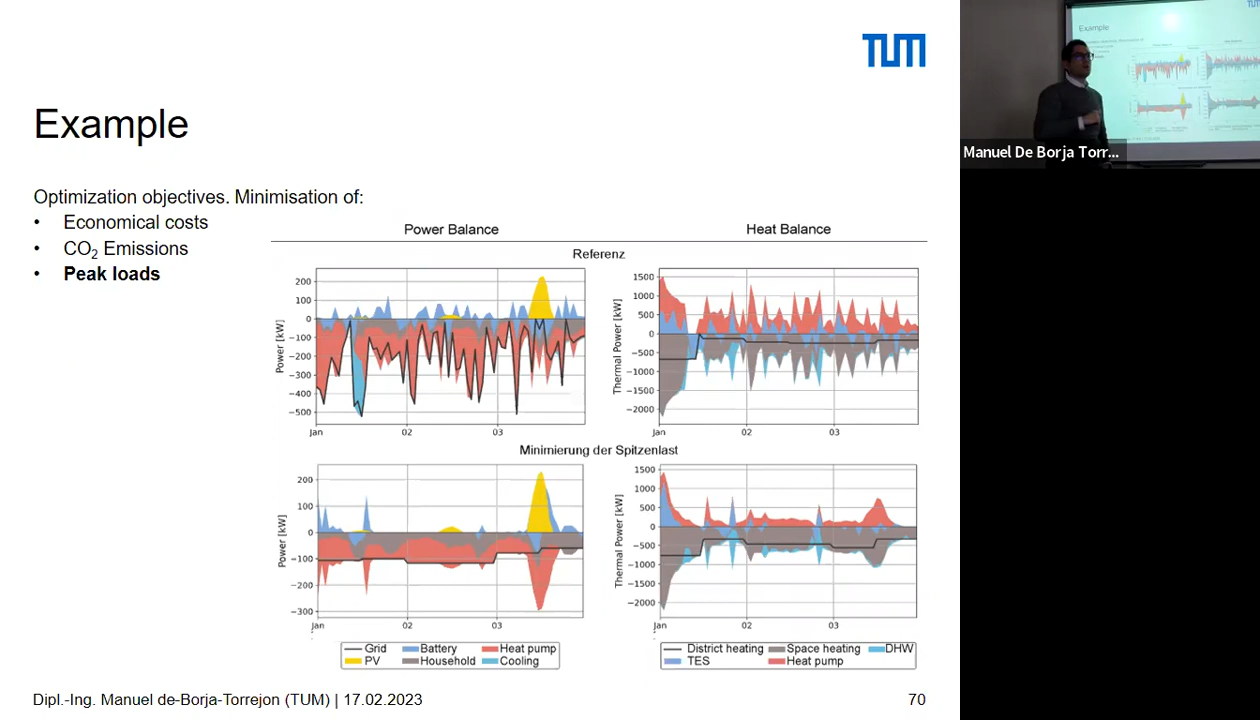 TUM
Example
Optimization objectives. Minimisation of:
• Economical costs
• CO₂ Emissions
• Peak loads
Power Balance
Heat Balance
Referenz
Power [kW]
200
100
0
−100
−200
−300
−400
−500
Jan
02
03
Thermal Power [kW]
1500
1000
500
0
−500
−1000
−1500
−2000
Jan
02
03
Minimierung der Spitzenlast
Power [kW]
200
100
0
−100
−200
−300
Jan
02
03
Thermal Power [kW]
1500
1000
500
0
−500
−1000
−1500
−2000
Jan
02
03
Grid
Battery
Heat pump
PV
Household
Cooling
District heating
Space heating
DHW
TES
Heat pump
Dipl.-Ing. Manuel de-Borja-Torrejon (TUM) | 17.02.2023
70
Example
Manuel De Borja Torr...